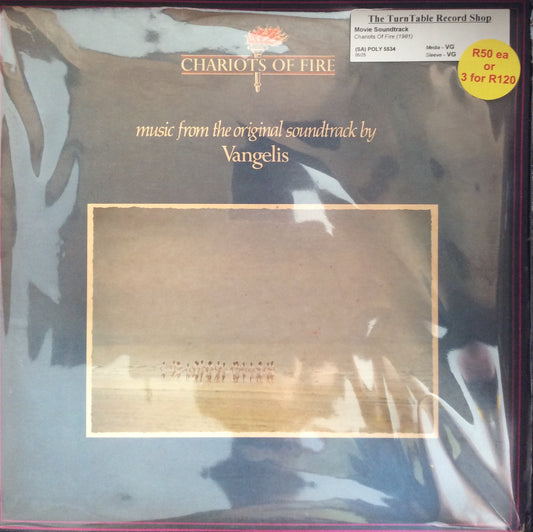 The TurnTable Record Shop
Movie Soundtrack
Chariots Of Fire (1981)
(SA) POLY 5534
Media - VG
Sleeve - VG
R50 ea
or
3 for R120
CHARIOTS OF FIRE
music from the original soundtrack by
Vangelis